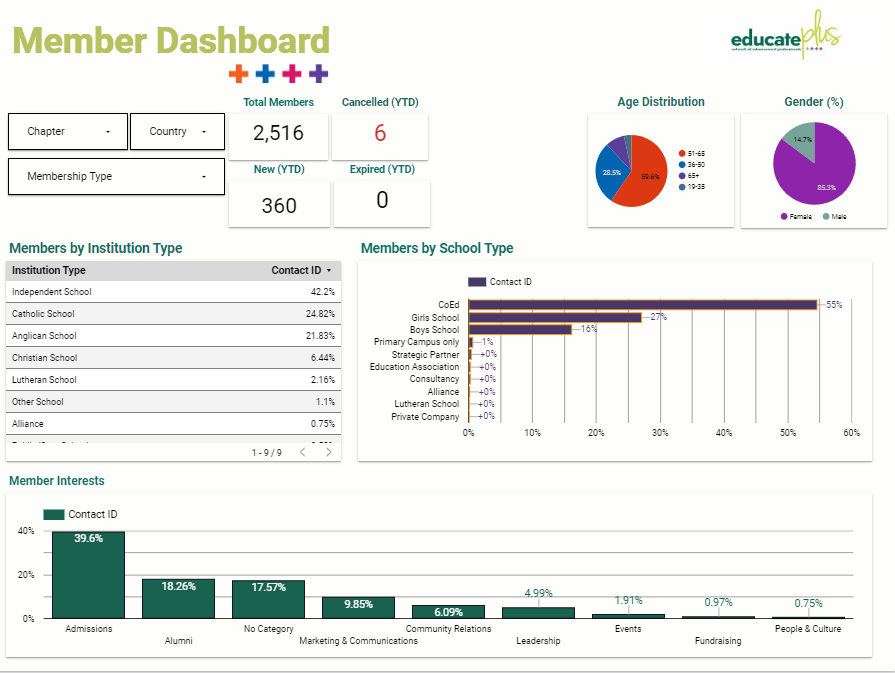 Member Dashboard
educateplus
Chapter
Country
Membership Type
Total Members
2,516
Cancelled (YTD)
6
New (YTD)
360
Expired (YTD)
0
Age Distribution
28.5%
59.6%
51-65
36-50
65+
19-35
Gender (%)
14.7%
85.3%
Female
Male
Members by Institution Type
Institution Type Contact ID
Independent School 42.2%
Catholic School 24.82%
Anglican School 21.83%
Christian School 6.44%
Lutheran School 2.16%
Other School 1.1%
Alliance 0.75%
1 - 9 / 9
Members by School Type
Contact ID
CoEd 55%
Girls School 27%
Boys School 16%
Primary Campus only 1%
Strategic Partner +0%
Education Association +0%
Consultancy +0%
Alliance +0%
Lutheran School +0%
Private Company +0%
0% 10% 20% 30% 40% 50% 60%
Member Interests
Contact ID
40%
20%
0%
39.6% 18.26% 17.57% 9.85% 6.09% 4.99% 1.91% 0.97% 0.75%
Admissions No Category Community Relations Events People & Culture
Alumni Marketing & Communications Leadership Fundraising